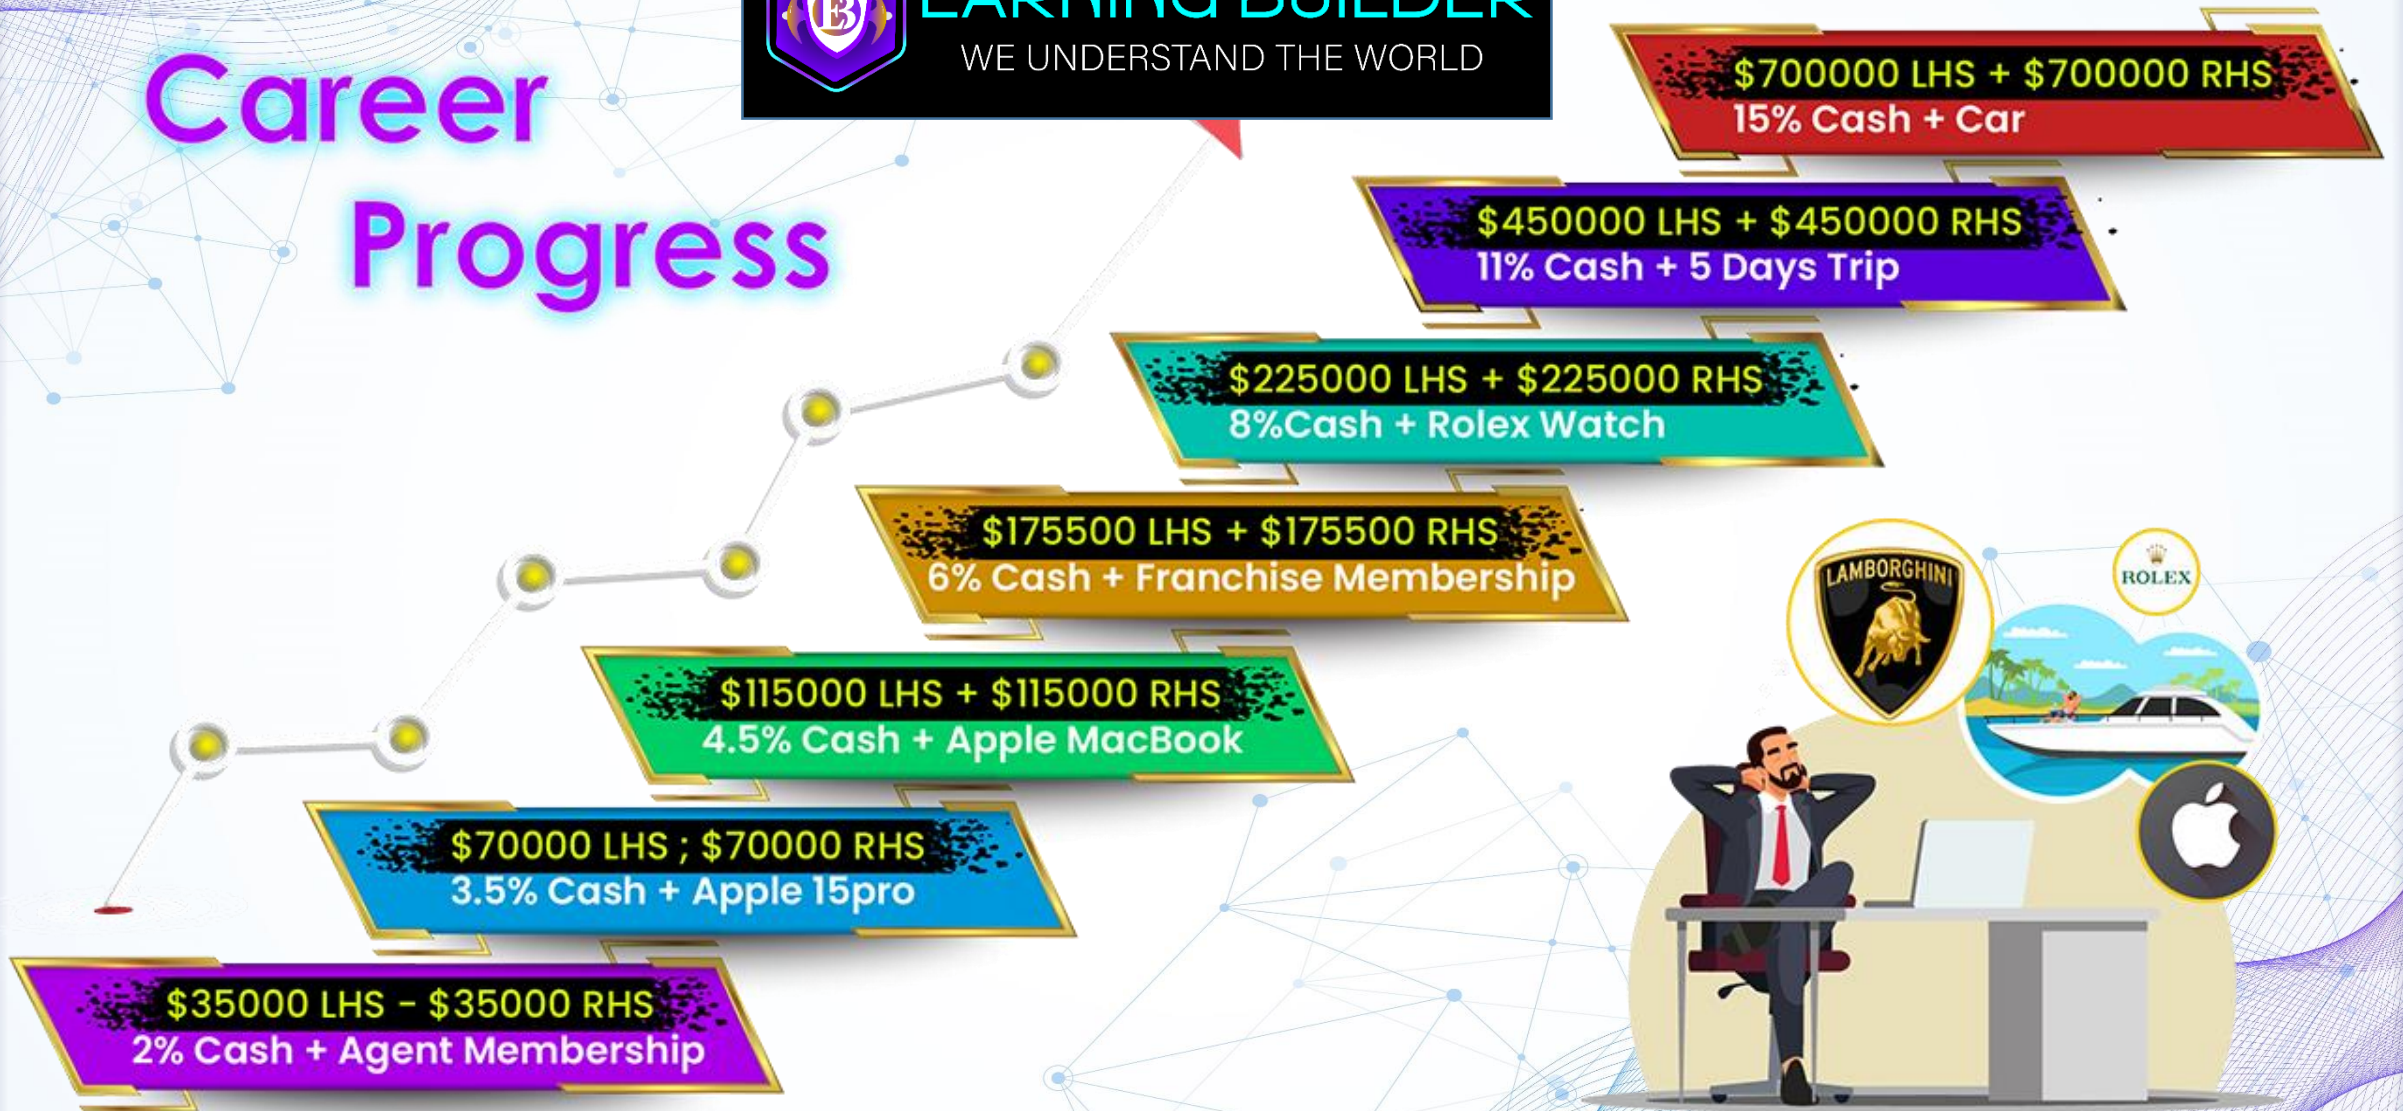 EARNING BUILDER
WE UNDERSTAND THE WORLD
Career
Progress
$700000 LHS + $700000 RHS
15% Cash + Car
$450000 LHS + $450000 RHS
11% Cash + 5 Days Trip
$225000 LHS + $225000 RHS
8%Cash + Rolex Watch
$175500 LHS + $175500 RHS
6% Cash + Franchise Membership
$115000 LHS + $115000 RHS
4.5% Cash + Apple MacBook
$70000 LHS ; $70000 RHS
3.5% Cash + Apple 15pro
$35000 LHS - $35000 RHS
2% Cash + Agent Membership
LAMBORGHINI
ROLEX